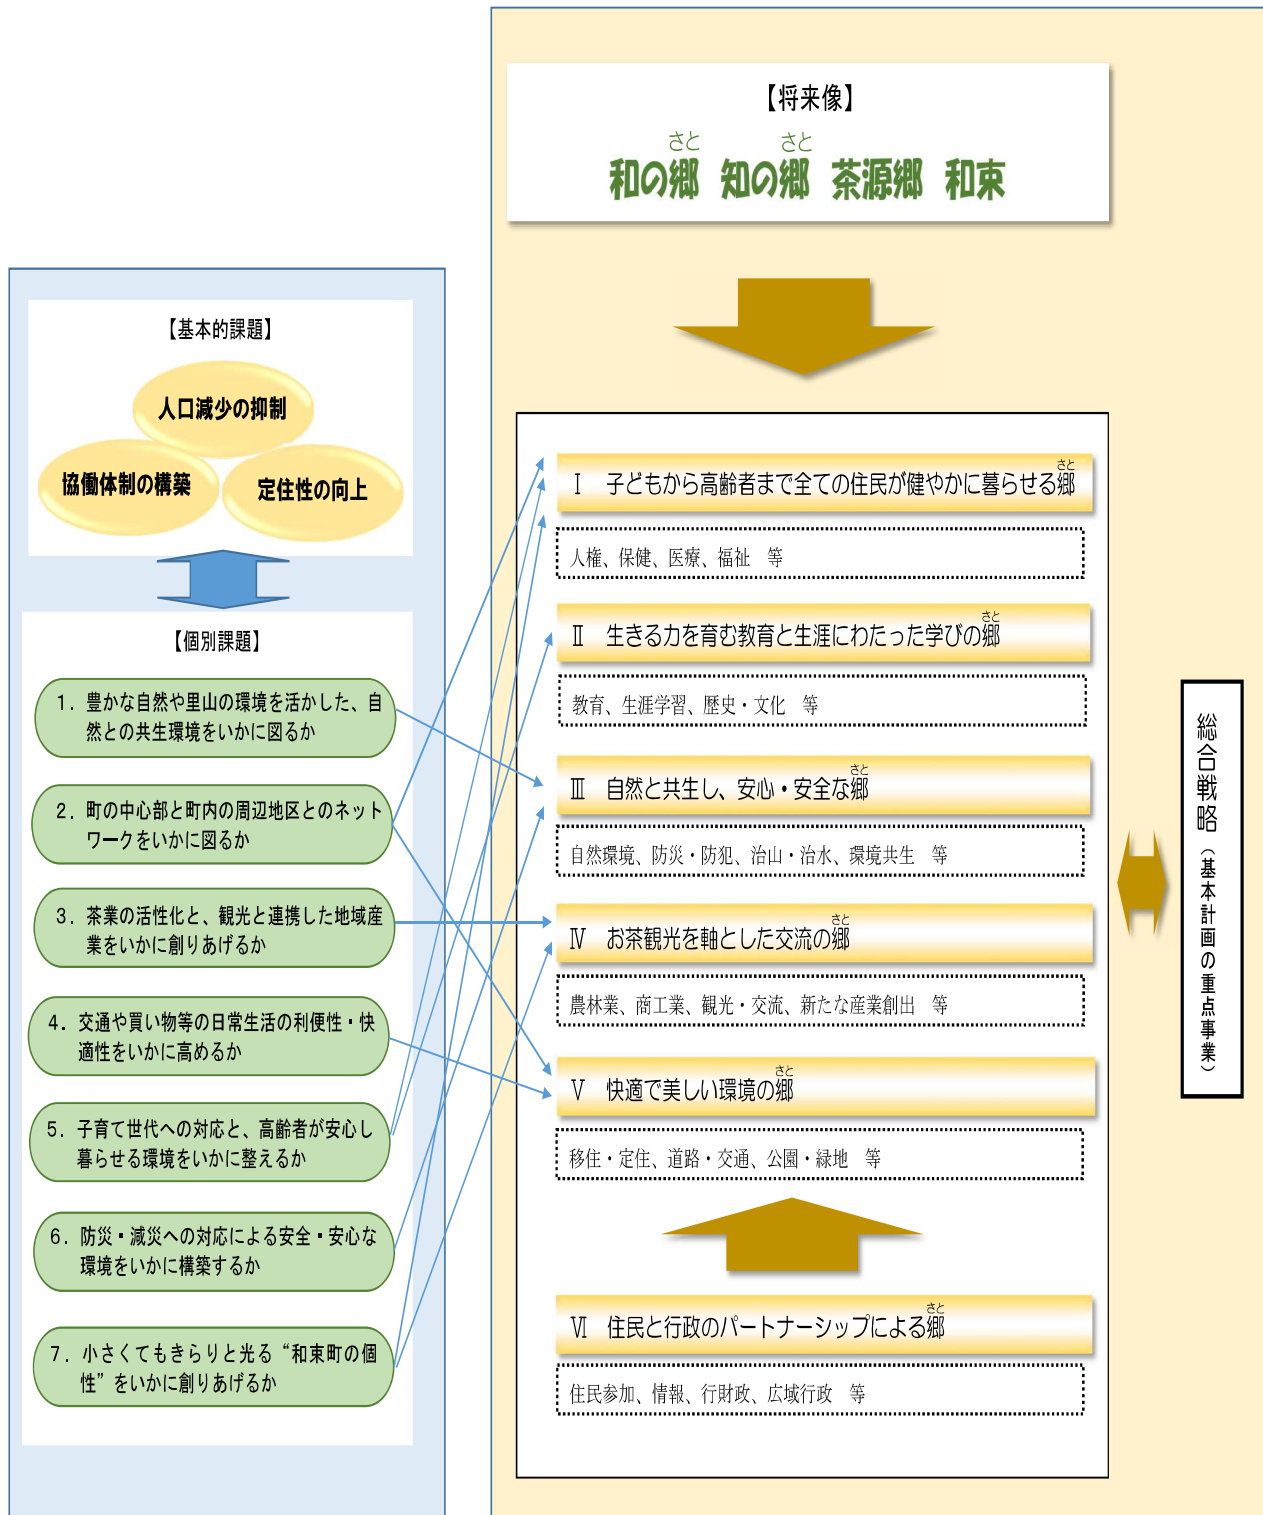 【将来像】
さと さと
和の郷 知の郷 茶源郷 和束
【基本的課題】
人口減少の抑制
協働体制の構築
定住性の向上
【個別課題】
1．豊かな自然や里山の環境を活かした、自
然との共生環境をいかに図るか
2．町の中心部と町内の周辺地区とのネット
ワークをいかに図るか
3．茶業の活性化と、観光と連携した地域産
業をいかに創りあげるか
4．交通や買い物等の日常生活の利便性・快
適性をいかに高めるか
5．子育て世代への対応と、高齢者が安心し
暮らせる環境をいかに整えるか
6．防災・減災への対応による安全・安心な
環境をいかに構築するか
7．小さくてもきらりと光る“和束町の個
性”をいかに創りあげるか
さと
Ⅰ 子どもから高齢者まで全ての住民が健やかに暮らせる郷
人権、保健、医療、福祉 等
さと
Ⅱ 生きる力を育む教育と生涯にわたった学びの郷
教育、生涯学習、歴史・文化 等
さと
Ⅲ 自然と共生し、安心・安全な郷
自然環境、防災・防犯、治山・治水、環境共生 等
さと
Ⅳ お茶観光を軸とした交流の郷
農林業、商工業、観光・交流、新たな産業創出 等
さと
Ⅴ 快適で美しい環境の郷
移住・定住、道路・交通、公園・緑地 等
さと
Ⅵ 住民と行政のパートナーシップによる郷
住民参加、情報、行財政、広域行政 等
総合戦略（基本計画の重点事業）